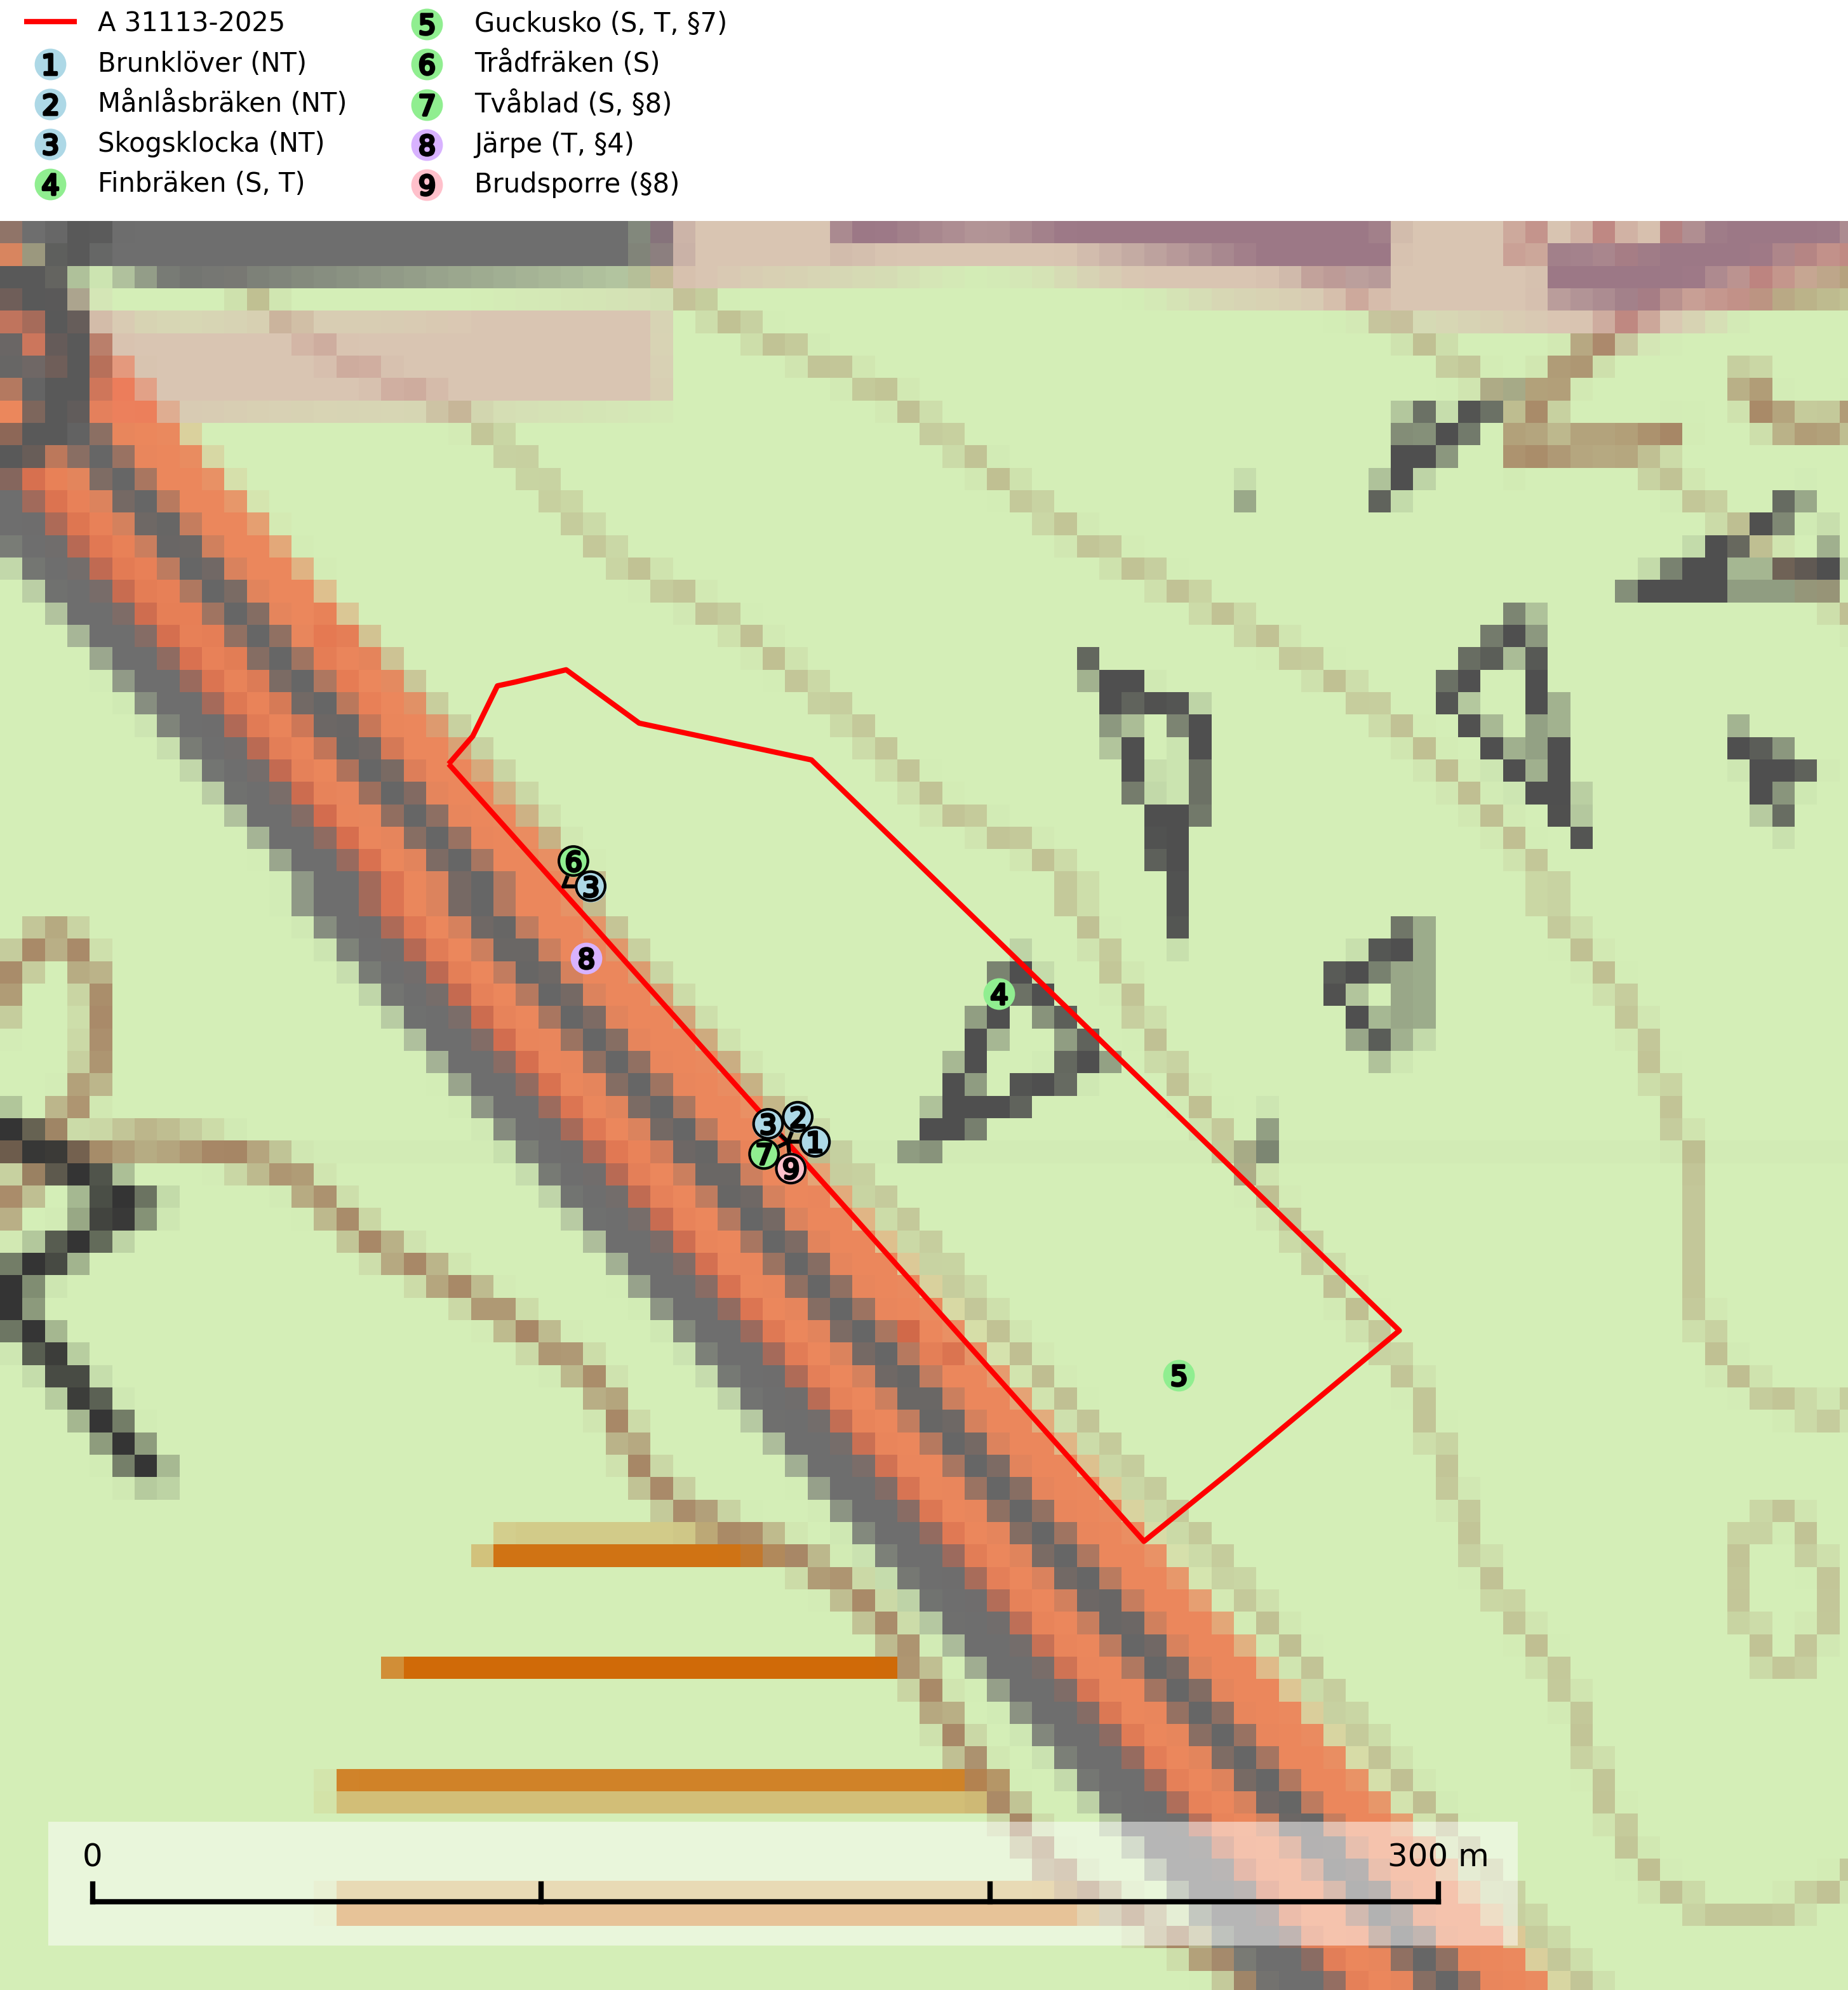 A 31113-2025
1 Brunklöver (NT)
2 Månlåsbräken (NT)
3 Skogsklocka (NT)
4 Finbräken (S, T)
5 Guckusko (S, T, §7)
6 Trådfräken (S)
7 Tvåblad (S, §8)
8 Järpe (T, §4)
9 Brudsporre (§8)
6
3
8
4
3
2
1
7
9
5
0
300 m